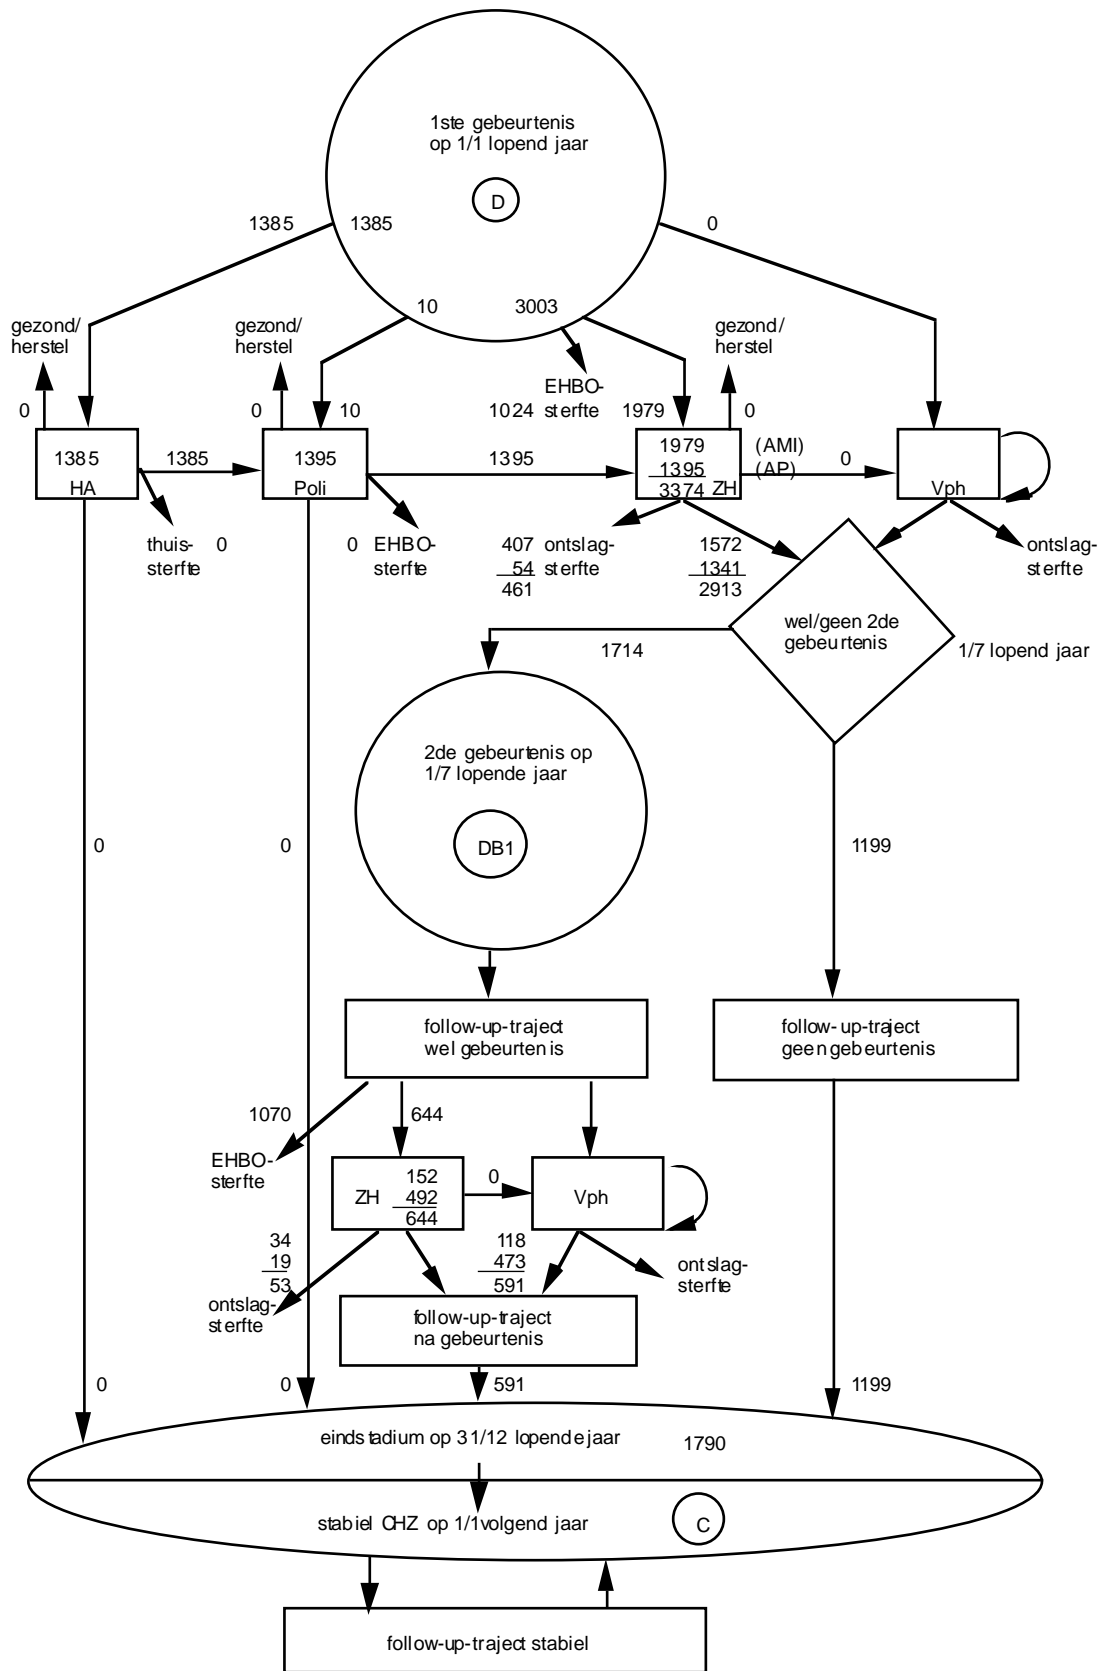 1ste gebeurtenis
op 1/1 lopend jaar
D
1385
1385
0
10
3003
gezond/
herstel
gezond/
herstel
gezond/
herstel
EHBO-
sterfte
0
0
10
1024
1979
0
1385
HA
1385
1395
Poli
1395
1979
1395
3374 ZH
(AMI)
(AP)
0
Vph
thuis-
sterfte
0
0
EHBO-
sterfte
407
54
461
ontslag-
sterfte
1572
1341
2913
ontslag-
sterfte
wel/geen 2de
gebeurtenis
1/7 lopend jaar
1714
2de gebeurtenis op
1/7 lopende jaar
DB1
0
0
1199
follow-up-traject
wel gebeurtenis
follow-up-traject
geen gebeurtenis
1070
644
EHBO-
sterfte
ZH
152
492
644
0
Vph
34
19
53
ontslag-
sterfte
118
473
591
ontslag-
sterfte
follow-up-traject
na gebeurtenis
0
0
591
1199
eindstadium op 31/12 lopende jaar
1790
stabiel CHZ op 1/1 volgend jaar
C
follow-up-traject stabiel